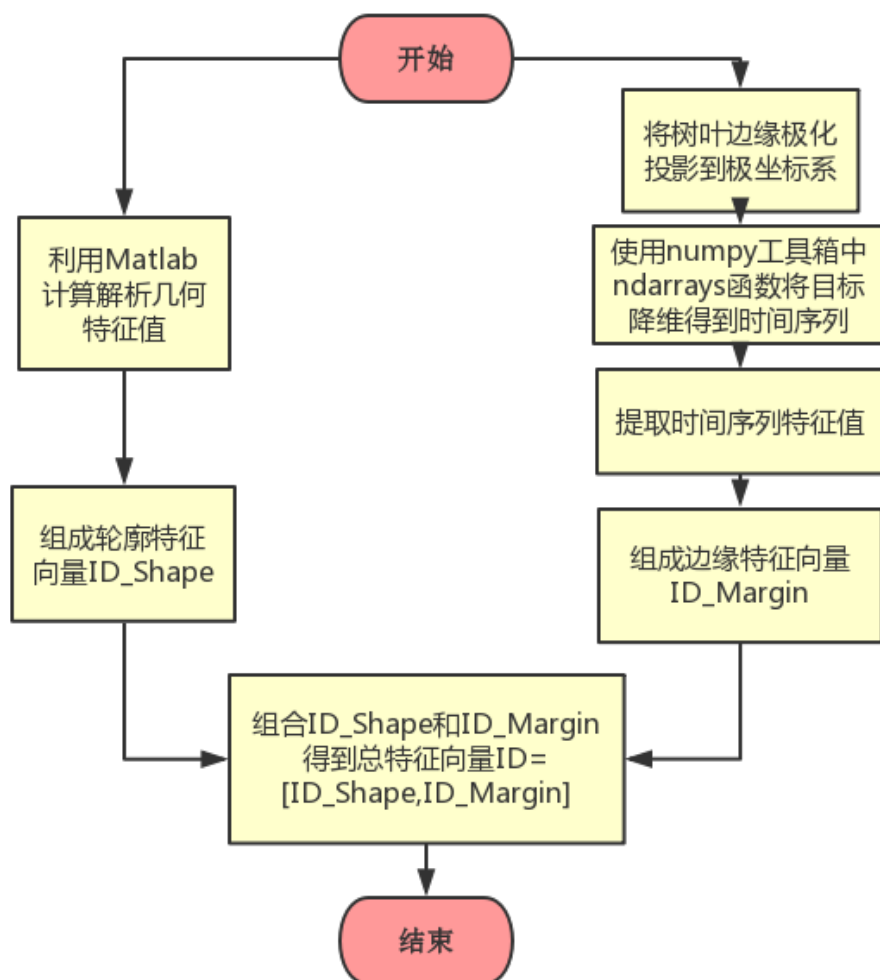 开始
将树叶边缘极化
投影到极坐标系
利用Matlab
计算解析几何
特征值
使用numpy工具箱中
ndarrays函数将目标
降维得到时间序列
提取时间序列特征值
组成轮廓特征
向量ID_Shape
组成边缘特征向量
ID_Margin
组合ID_Shape和ID_Margin
得到总特征向量ID=
[ID_Shape,ID_Margin]
结束